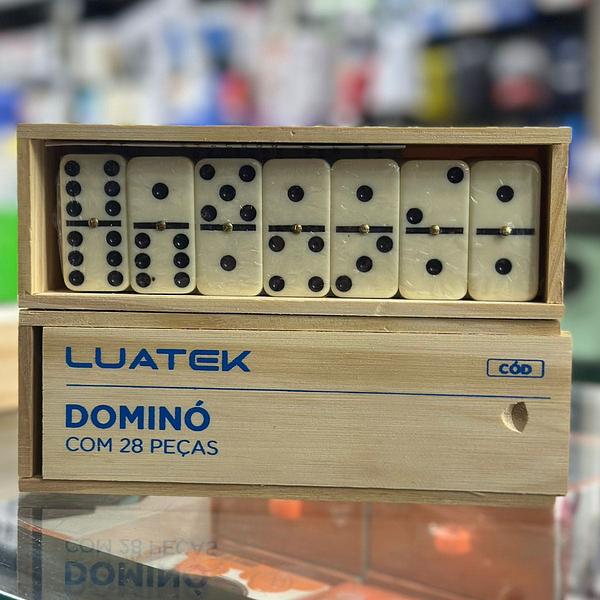 LUATEK
CÓD
DOMINÓ
COM 28 PEÇAS